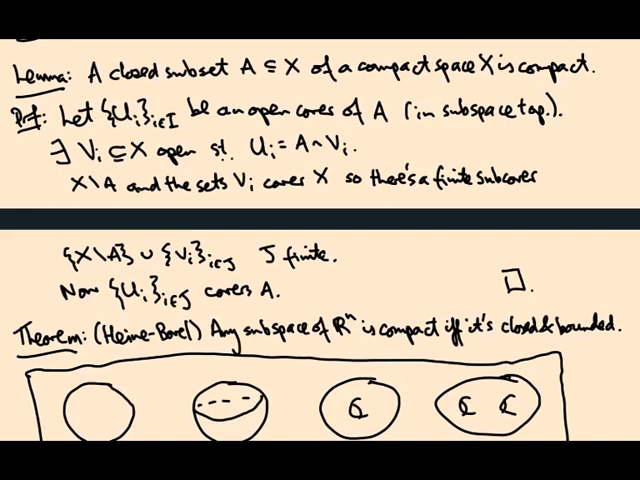 Lemma: A closed subset A ⊆ X of a compact space X is compact.
Prf: Let {Uᵢ}ᵢ∈I be an open cover of A (in subspace top.).
∃ Vᵢ ⊆ X open st. Uᵢ = A ∩ Vᵢ.
X\A and the sets Vᵢ cover X so there's a finite subcover
{X\A} ∪ {Vᵢ}ᵢ∈J J finite.
Now {Uᵢ}ᵢ∈J covers A. □.
Theorem: (Heine-Borel) Any subspace of ℝⁿ is compact iff it's closed & bounded.